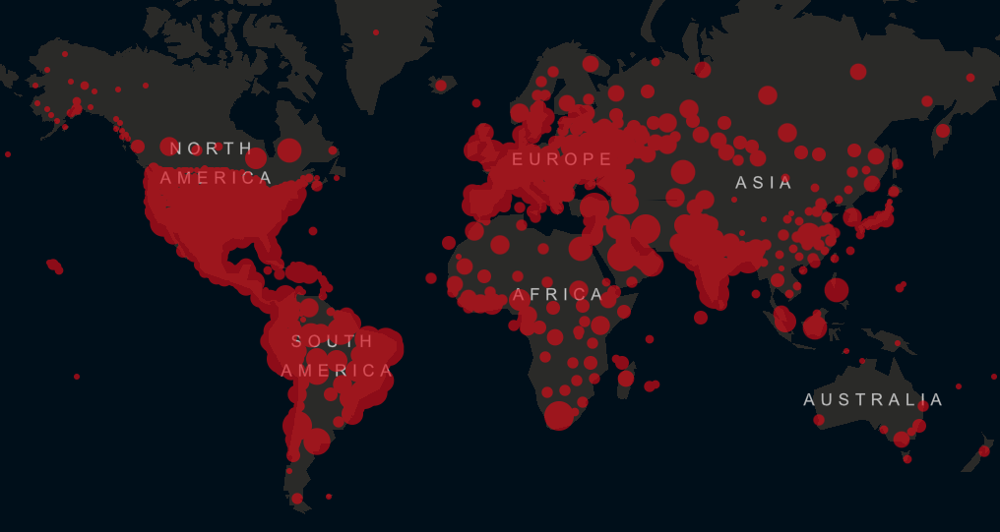 NORTH
AMERICA
EUROPE
ASIA
AFRICA
SOUTH
AMERICA
AUSTRALIA